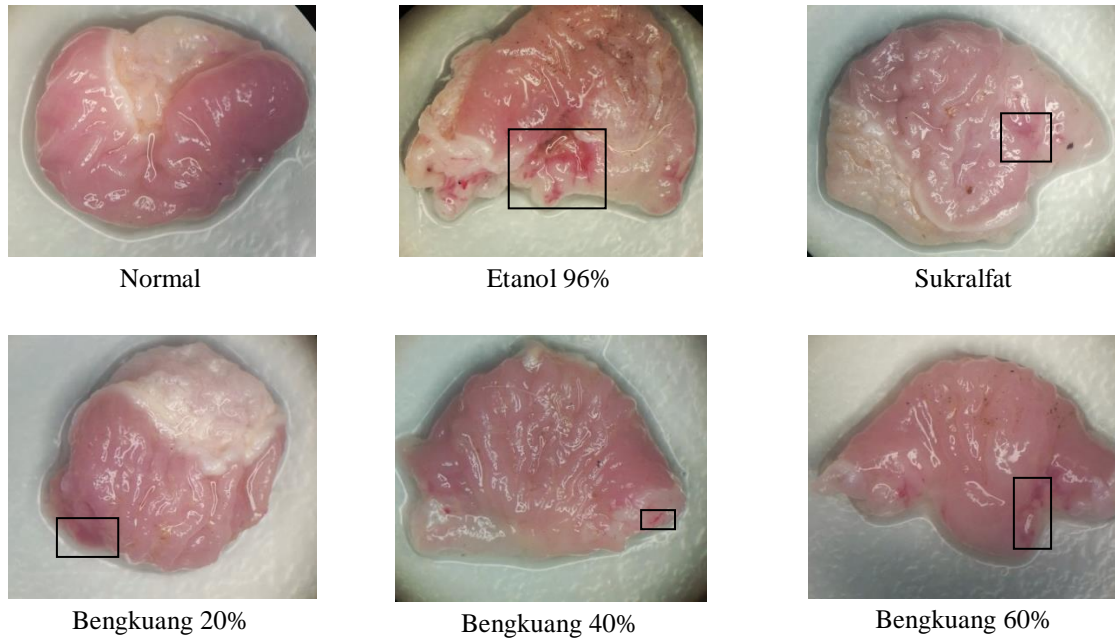 Normal
Etanol 96%
Sukralfat
Bengkuang 20%
Bengkuang 40%
Bengkuang 60%